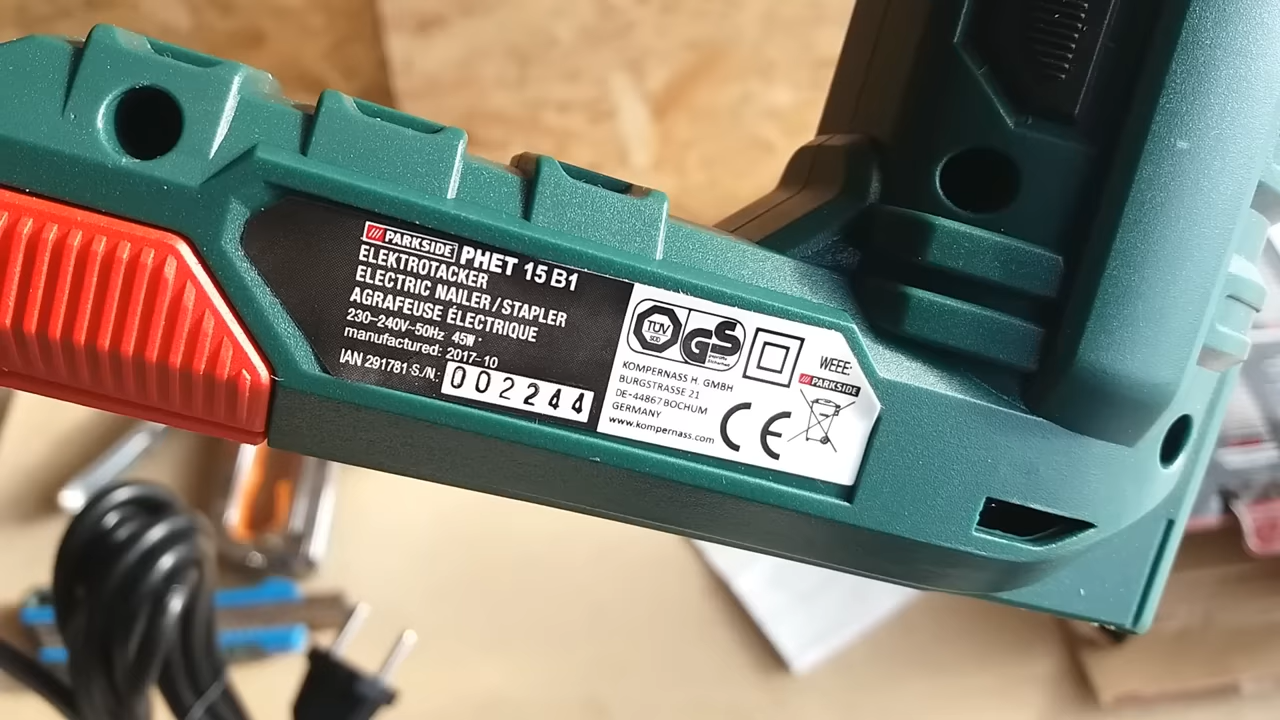 PARKSIDE PHET 15 B1
ELEKTROTACKER
ELECTRIC NAILER / STAPLER
AGRAFEUSE ÉLECTRIQUE
230~240V~50Hz 45W
manufactured: 2017-10
IAN 291781 S/N: 002244
TÜV
SÜD
GS
geprüfte
Sicherheit
KOMPERNASS H. GMBH
BURGSTRASSE 21
DE-44867 BOCHUM
GERMANY
www.kompernass.com
CE
WEEE:
PARKSIDE